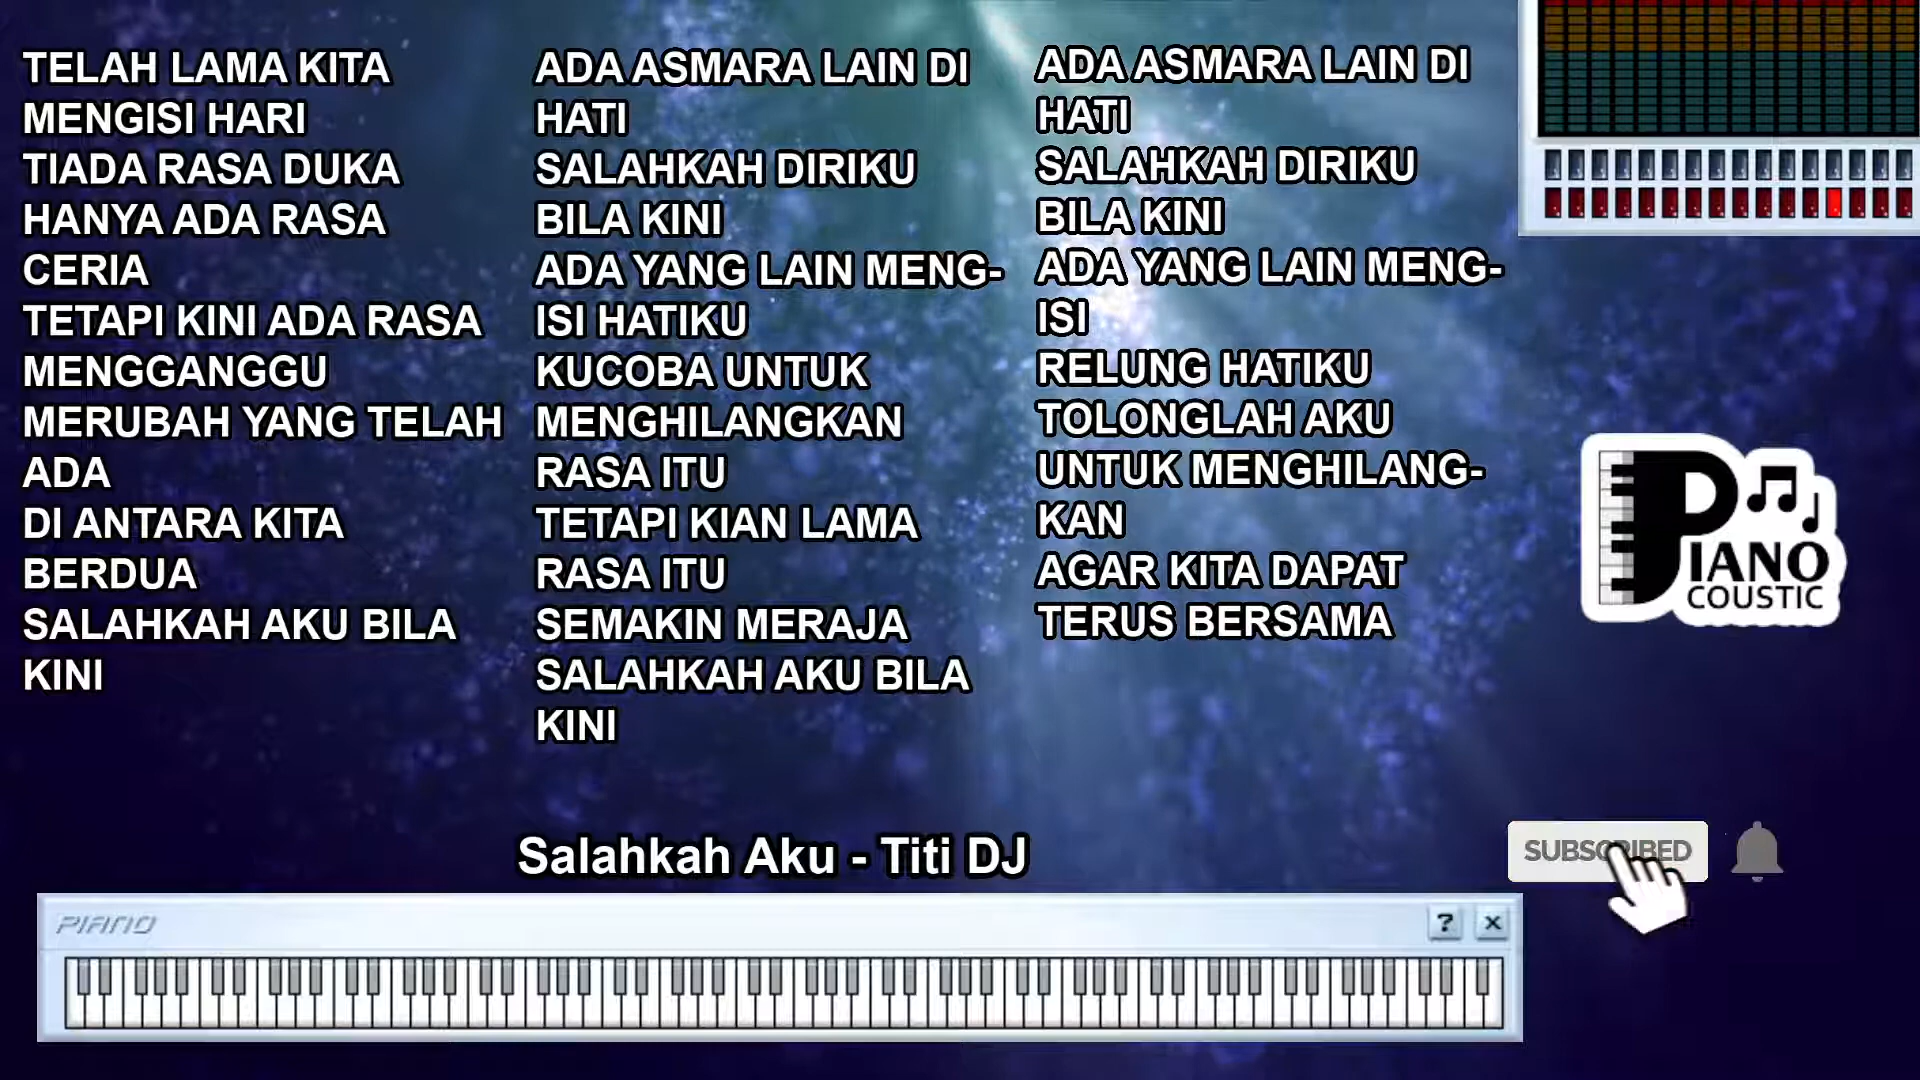 TELAH LAMA KITA
MENGISI HARI
TIADA RASA DUKA
HANYA ADA RASA
CERIA
TETAPI KINI ADA RASA
MENGGANGGU
MERUBAH YANG TELAH
ADA
DI ANTARA KITA
BERDUA
SALAHKAH AKU BILA
KINI
ADA ASMARA LAIN DI
HATI
SALAHKAH DIRIKU
BILA KINI
ADA YANG LAIN MENG-
ISI HATIKU
KUCOBA UNTUK
MENGHILANGKAN
RASA ITU
TETAPI KIAN LAMA
RASA ITU
SEMAKIN MERAJA
SALAHKAH AKU BILA
KINI
ADA ASMARA LAIN DI
HATI
SALAHKAH DIRIKU
BILA KINI
ADA YANG LAIN MENG-
ISI
RELUNG HATIKU
TOLONGLAH AKU
UNTUK MENGHILANG-
KAN
AGAR KITA DAPAT
TERUS BERSAMA
PIANO
COUSTIC
Salahkah Aku - Titi DJ
SUBSCRIBED
PIANO
? ×